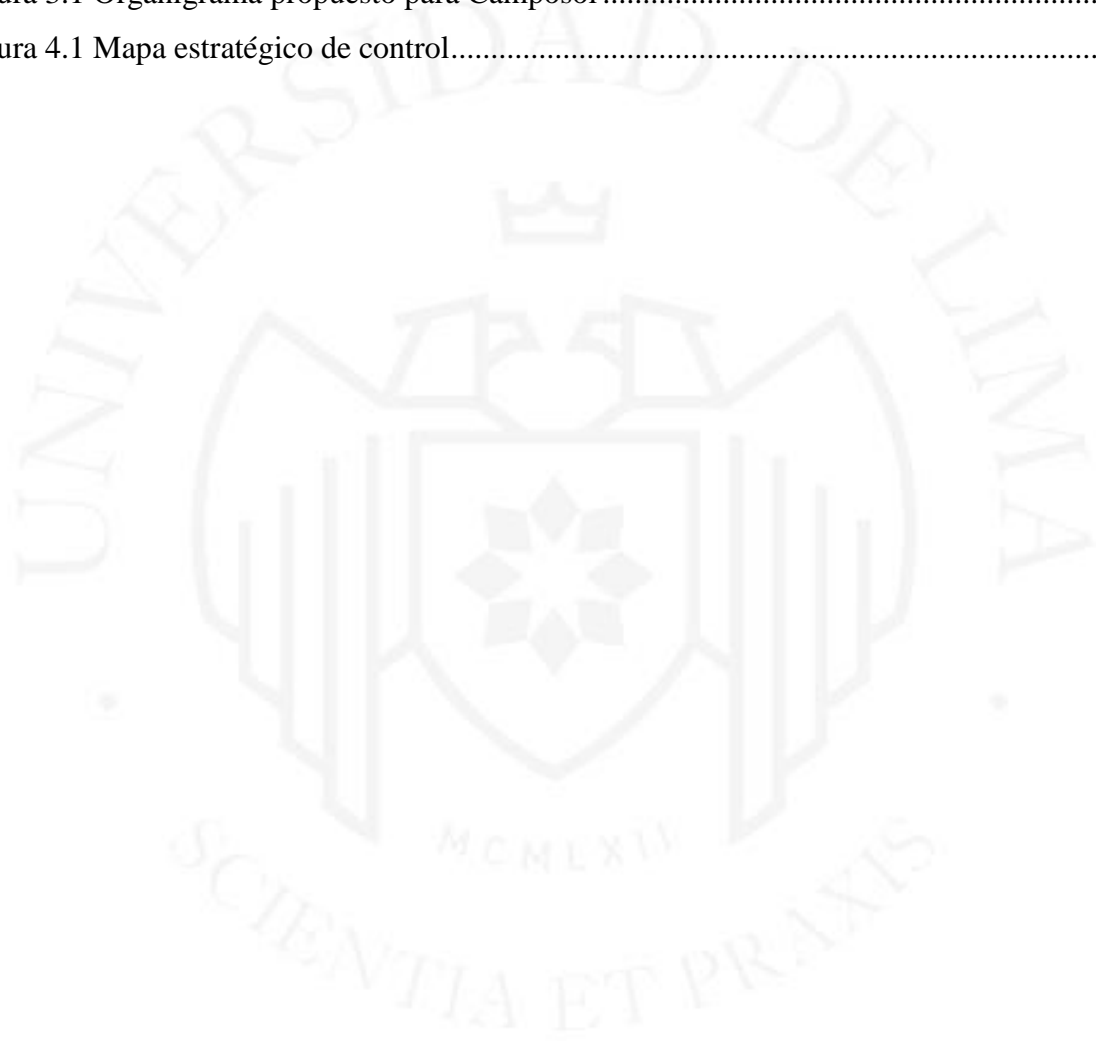 ura 3.1 Organigrama propuesto para Camposol..............................................................
ura 4.1 Mapa estratégico de control.................................................................................
UNIVERSIDAD DE LIMA
MCMLXII
SCIENTIA ET PRAXIS